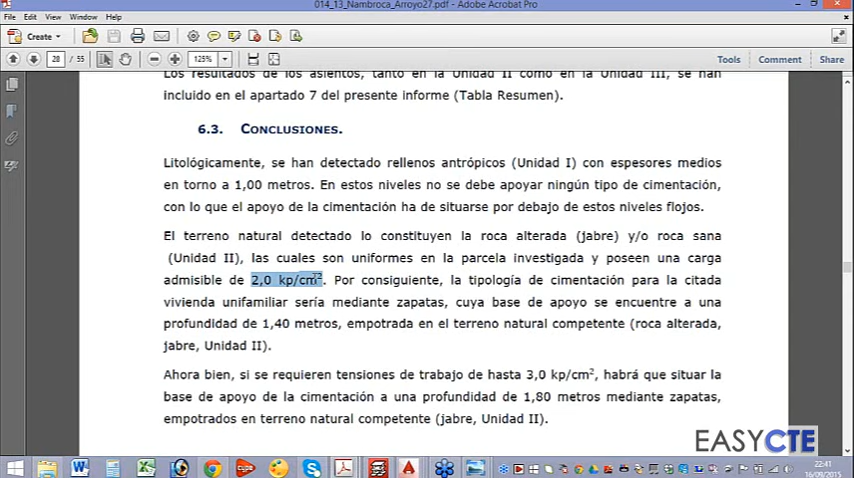 014_13_Nambroca_Arroyo27.pdf - Adobe Acrobat Pro
File Edit View Window Help
Create
28 / 55 125% Tools Comment Share
Los resultados de los asientos, tanto en la Unidad II como en la Unidad III, se han
incluido en el apartado 7 del presente informe (Tabla Resumen).
6.3. CONCLUSIONES.
Litológicamente, se han detectado rellenos antrópicos (Unidad I) con espesores medios
en torno a 1,00 metros. En estos niveles no se debe apoyar ningún tipo de cimentación,
con lo que el apoyo de la cimentación ha de situarse por debajo de estos niveles flojos.
El terreno natural detectado lo constituyen la roca alterada (jabre) y/o roca sana
(Unidad II), las cuales son uniformes en la parcela investigada y poseen una carga
admisible de 2,0 kp/cm². Por consiguiente, la tipología de cimentación para la citada
vivienda unifamiliar sería mediante zapatas, cuya base de apoyo se encuentre a una
profundidad de 1,40 metros, empotrada en el terreno natural competente (roca alterada,
jabre, Unidad II).
Ahora bien, si se requieren tensiones de trabajo de hasta 3,0 kp/cm², habrá que situar la
base de apoyo de la cimentación a una profundidad de 1,80 metros mediante zapatas,
empotrados en terreno natural competente (jabre, Unidad II).
EASYCTE
22:41
16/09/2015